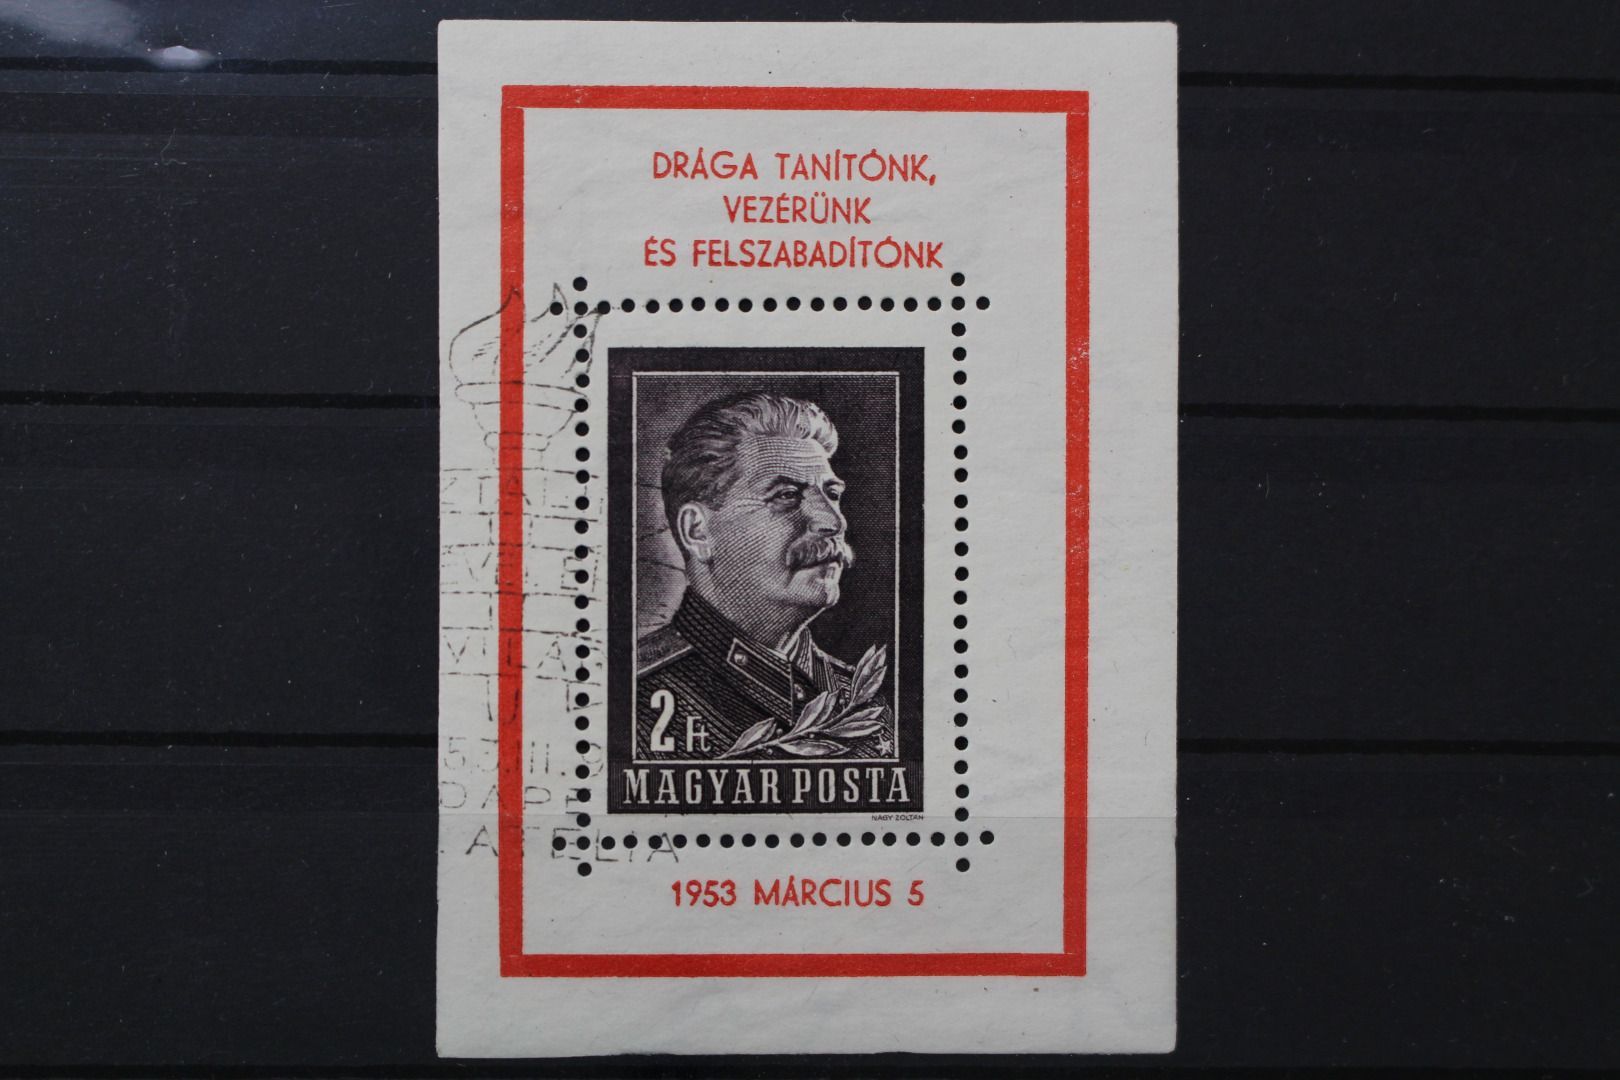 DRÁGA TANÍTÓNK,
VEZÉRÜNK
ÉS FELSZABADÍTÓNK
2 Ft
MAGYAR POSTA
NAGY ZOLTÁN
1953 MÁRCIUS 5